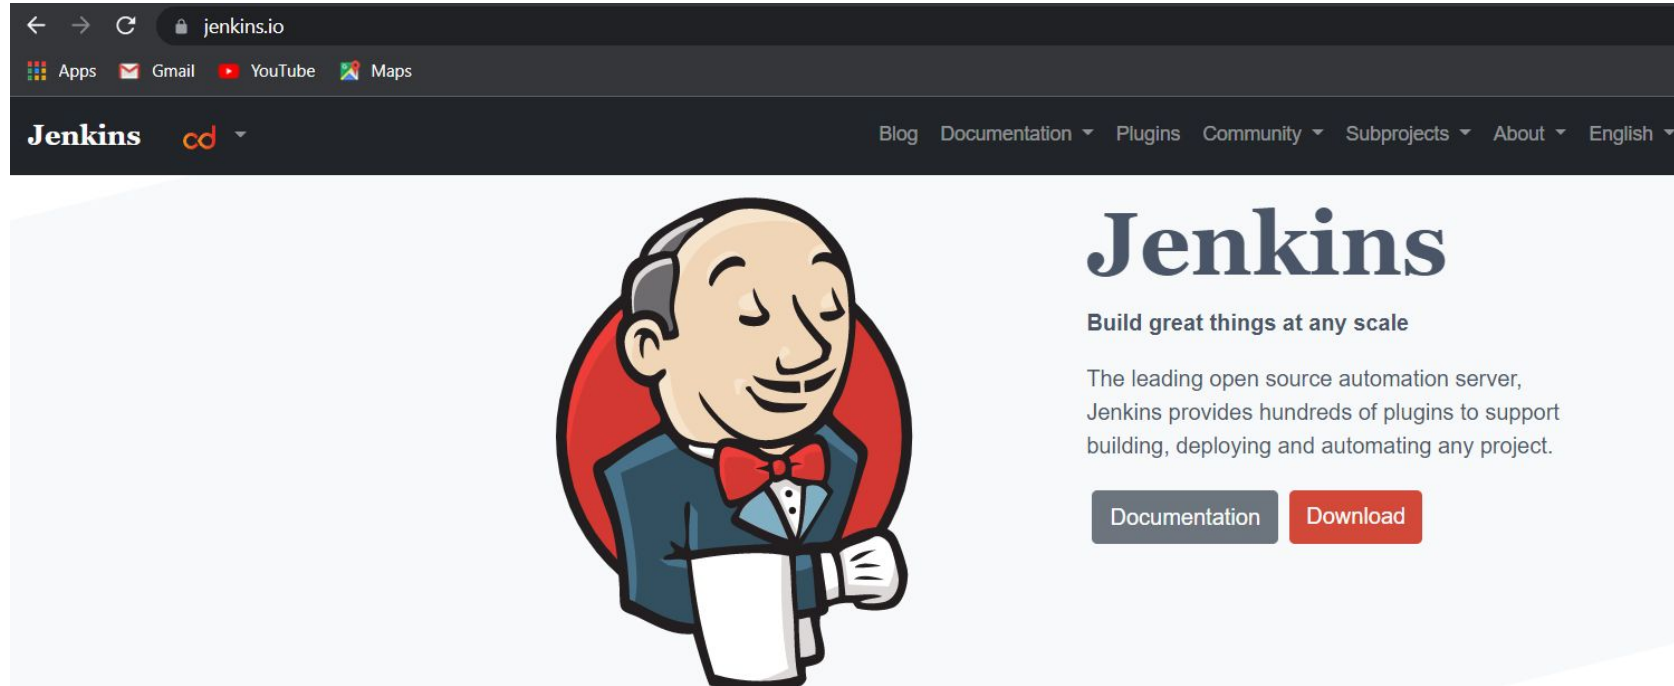 jenkins.io
Apps Gmail YouTube Maps
Jenkins cd Blog Documentation Plugins Community Subprojects About English
Jenkins
Build great things at any scale
The leading open source automation server,
Jenkins provides hundreds of plugins to support
building, deploying and automating any project.
Documentation Download